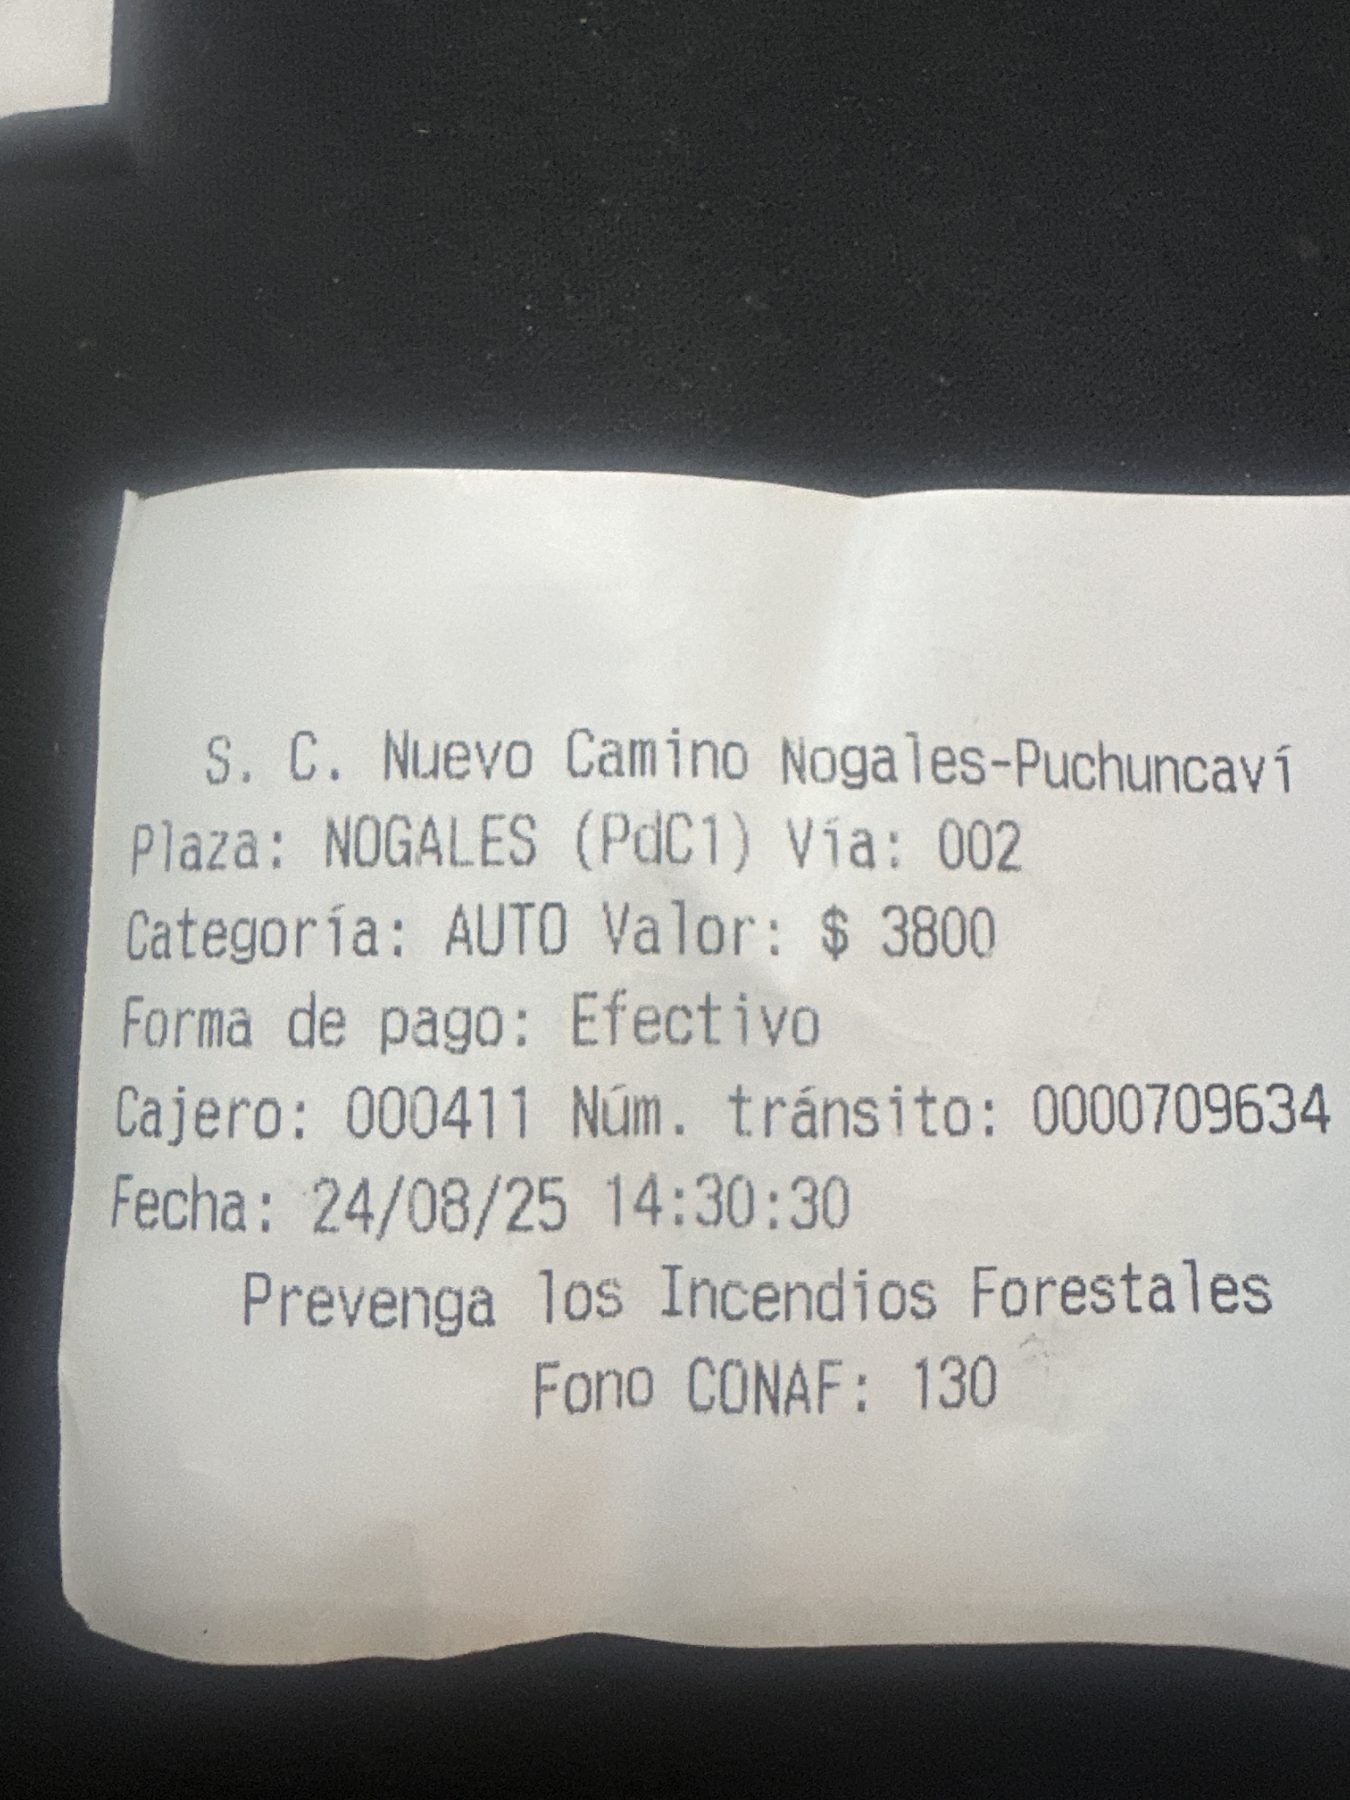 S. C. Nuevo Camino Nogales-Puchuncaví
Plaza: NOGALES (PdC1) Vía: 002
Categoría: AUTO Valor: $ 3800
Forma de pago: Efectivo
Cajero: 000411 Núm. tránsito: 0000709634
Fecha: 24/08/25 14:30:30
Prevenga los Incendios Forestales
Fono CONAF: 130